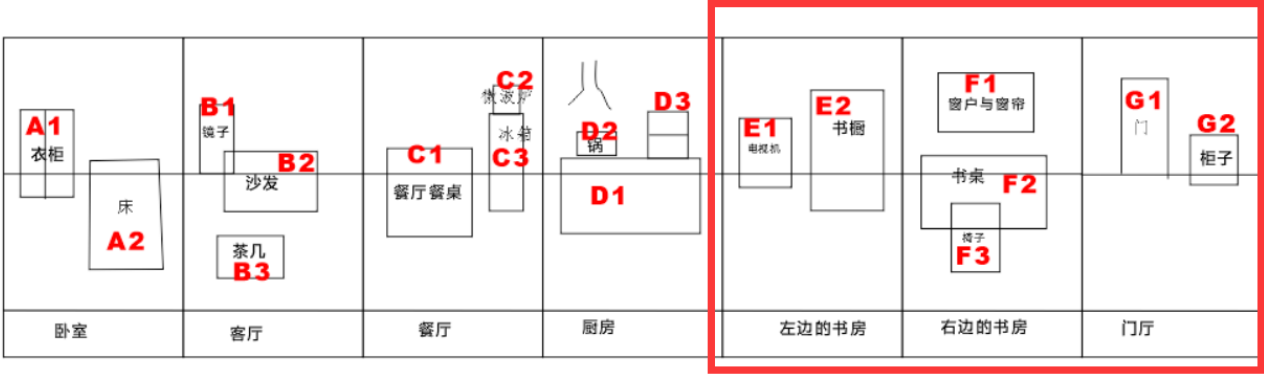 A1
衣柜
床
A2
B1
镜子
B2
沙发
茶几
B3
C1
餐厅餐桌
C2
微波炉
冰箱
C3
D1
D2
锅
D3
E1
电视机
E2
书橱
F1
窗户与窗帘
书桌
F2
椅子
F3
G1
门
G2
柜子
卧室
客厅
餐厅
厨房
左边的书房
右边的书房
门厅